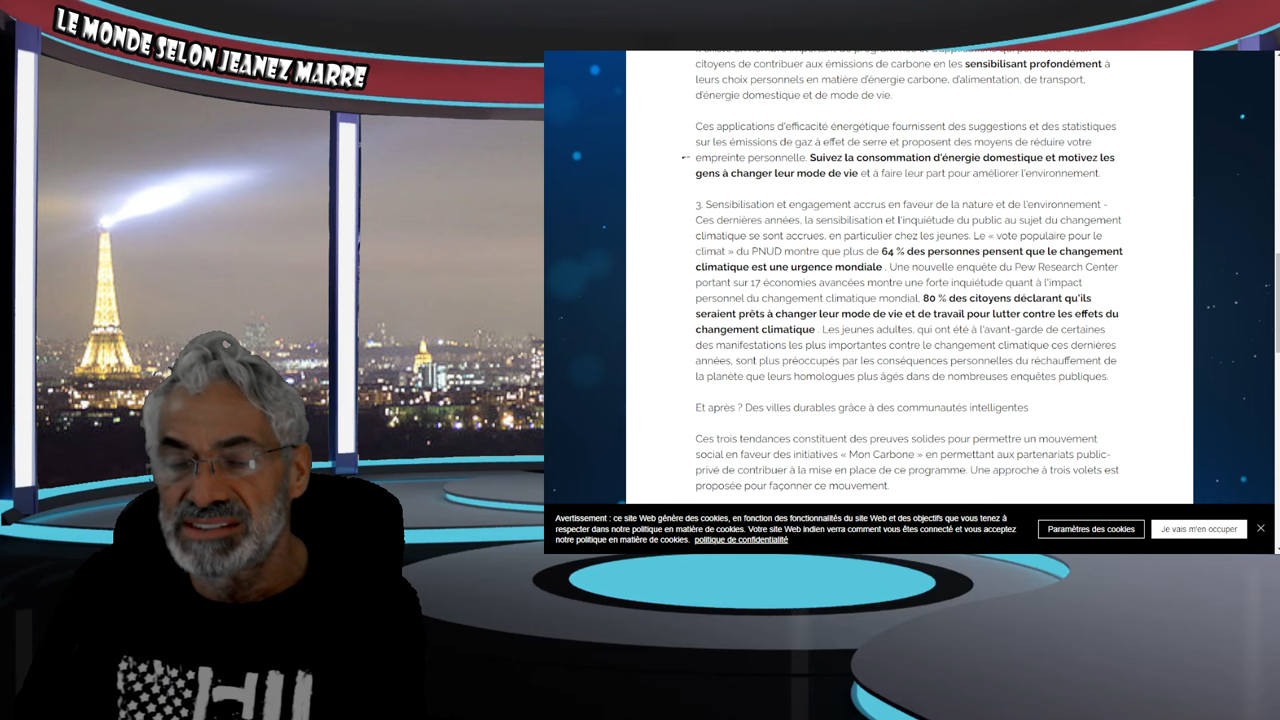 LE MONDE SELON JEANEZ MARRE
citoyens de contribuer aux émissions de carbone en les sensibilisant profondément à
leurs choix personnels en matière d'énergie carbone, d'alimentation, de transport,
d'énergie domestique et de mode de vie.
Ces applications d'efficacité énergétique fournissent des suggestions et des statistiques
sur les émissions de gaz à effet de serre et proposent des moyens de réduire votre
empreinte personnelle. Suivez la consommation d'énergie domestique et motivez les
gens à changer leur mode de vie et à faire leur part pour améliorer l'environnement.
3. Sensibilisation et engagement accrus en faveur de la nature et de l'environnement -
Ces dernières années, la sensibilisation et l'inquiétude du public au sujet du changement
climatique se sont accrues, en particulier chez les jeunes. Le « vote populaire pour le
climat » du PNUD montre que plus de 64 % des personnes pensent que le changement
climatique est une urgence mondiale . Une nouvelle enquête du Pew Research Center
portant sur 17 économies avancées montre une forte inquiétude quant à l'impact
personnel du changement climatique mondial, 80 % des citoyens déclarant qu'ils
seraient prêts à changer leur mode de vie et de travail pour lutter contre les effets du
changement climatique . Les jeunes adultes, qui ont été à l'avant-garde de certaines
des manifestations les plus importantes contre le changement climatique ces dernières
années, sont plus préoccupés par les conséquences personnelles du réchauffement de
la planète que leurs homologues plus âgés dans de nombreuses enquêtes publiques.
Et après ? Des villes durables grâce à des communautés intelligentes
Ces trois tendances constituent des preuves solides pour permettre un mouvement
social en faveur des initiatives « Mon Carbone » en permettant aux partenariats public-
privé de contribuer à la mise en place de ce programme. Une approche à trois volets est
proposée pour façonner ce mouvement.
Avertissement : ce site Web génère des cookies, en fonction des fonctionnalités du site Web et des objectifs que vous tenez à
respecter dans notre politique en matière de cookies. Votre site Web Indien verra comment vous êtes connecté et vous acceptez
notre politique en matière de cookies. politique de confidentialité
Paramètres des cookies
Je vais m'en occuper